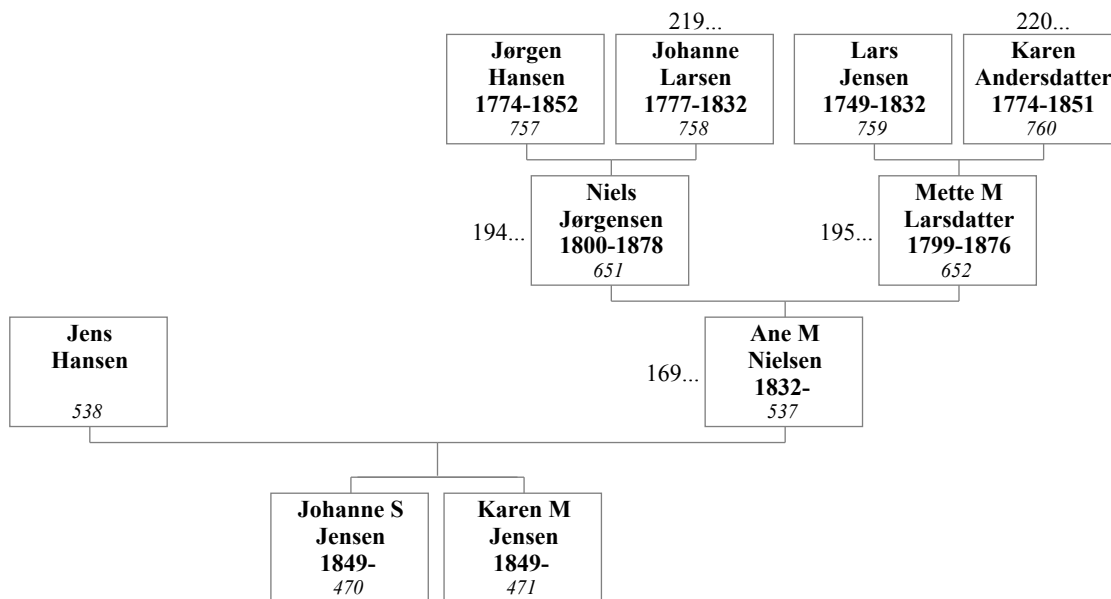 219...
220...
Jørgen
Hansen
1774-1852
757
Johanne
Larsen
1777-1832
758
Lars
Jensen
1749-1832
759
Karen
Andersdatter
1774-1851
760
194...
Niels
Jørgensen
1800-1878
651
195...
Mette M
Larsdatter
1799-1876
652
Jens
Hansen
538
169...
Ane M
Nielsen
1832-
537
Johanne S
Jensen
1849-
470
Karen M
Jensen
1849-
471